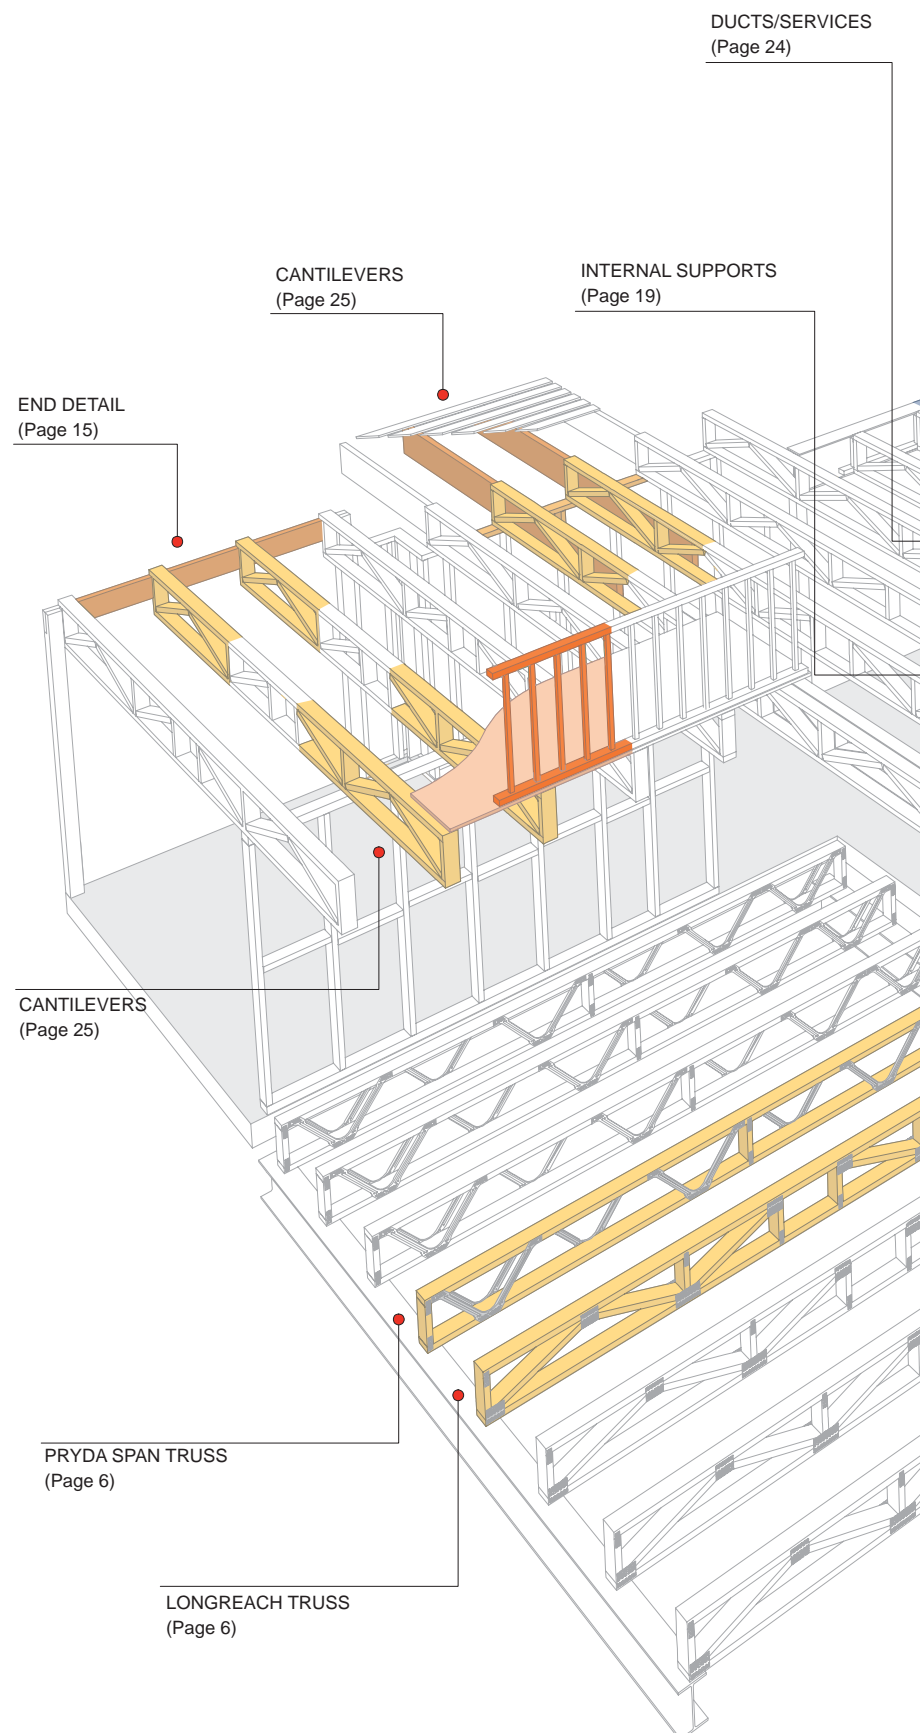 DUCTS/SERVICES
(Page 24)
CANTILEVERS
(Page 25)
INTERNAL SUPPORTS
(Page 19)
END DETAIL
(Page 15)
CANTILEVERS
(Page 25)
PRYDA SPAN TRUSS
(Page 6)
LONGREACH TRUSS
(Page 6)